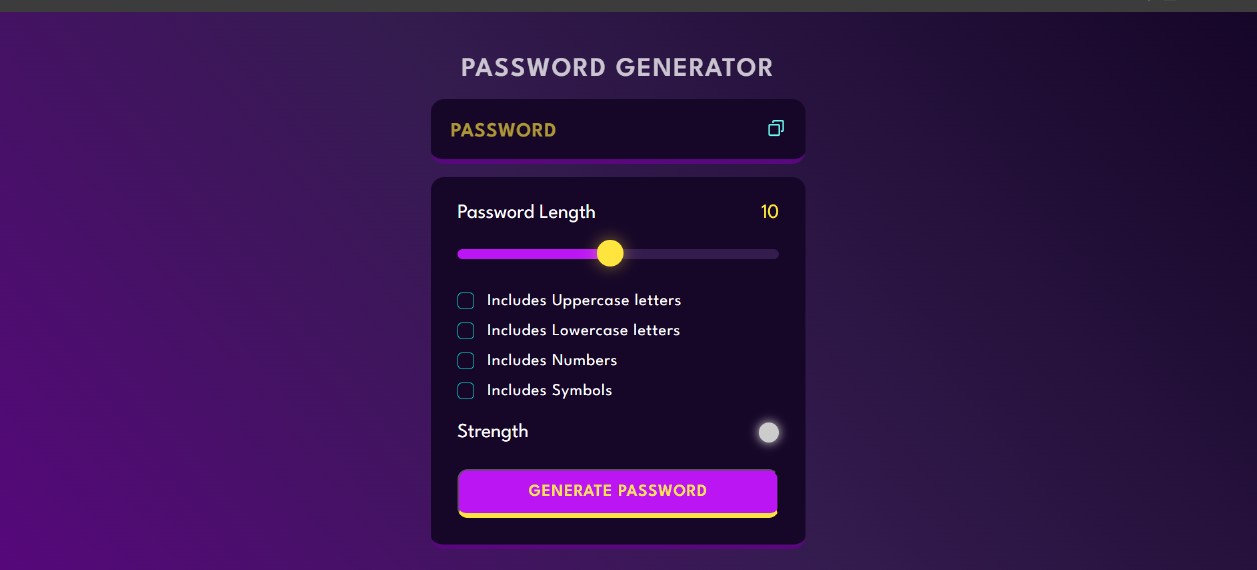 PASSWORD GENERATOR
PASSWORD
Password Length 10
Includes Uppercase letters
Includes Lowercase letters
Includes Numbers
Includes Symbols
Strength
GENERATE PASSWORD